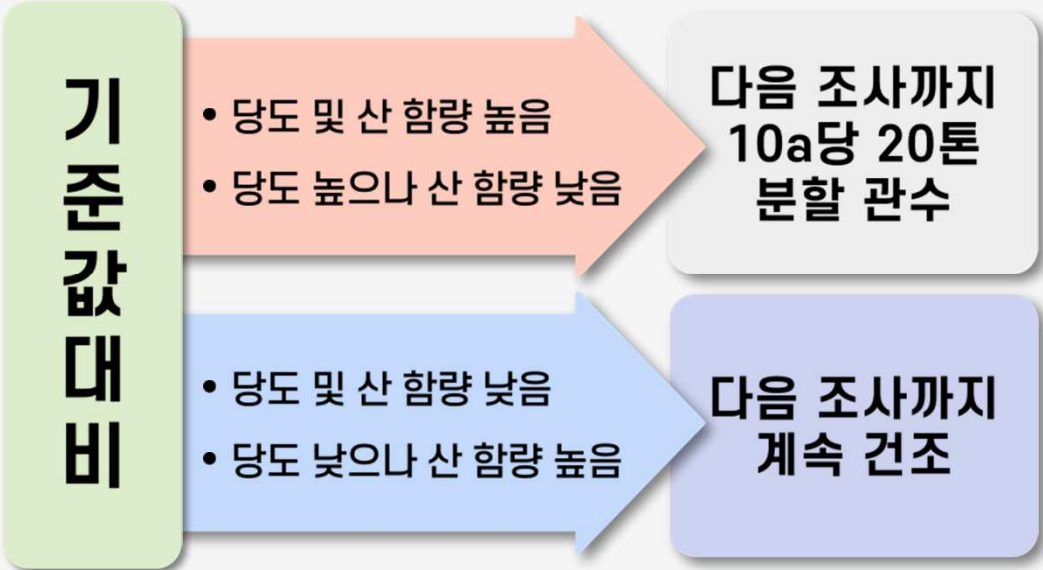 기준값대비
• 당도 및 산 함량 높음
• 당도 높으나 산 함량 낮음
다음 조사까지
10a당 20톤
분할 관수
• 당도 및 산 함량 낮음
• 당도 낮으나 산 함량 높음
다음 조사까지
계속 건조